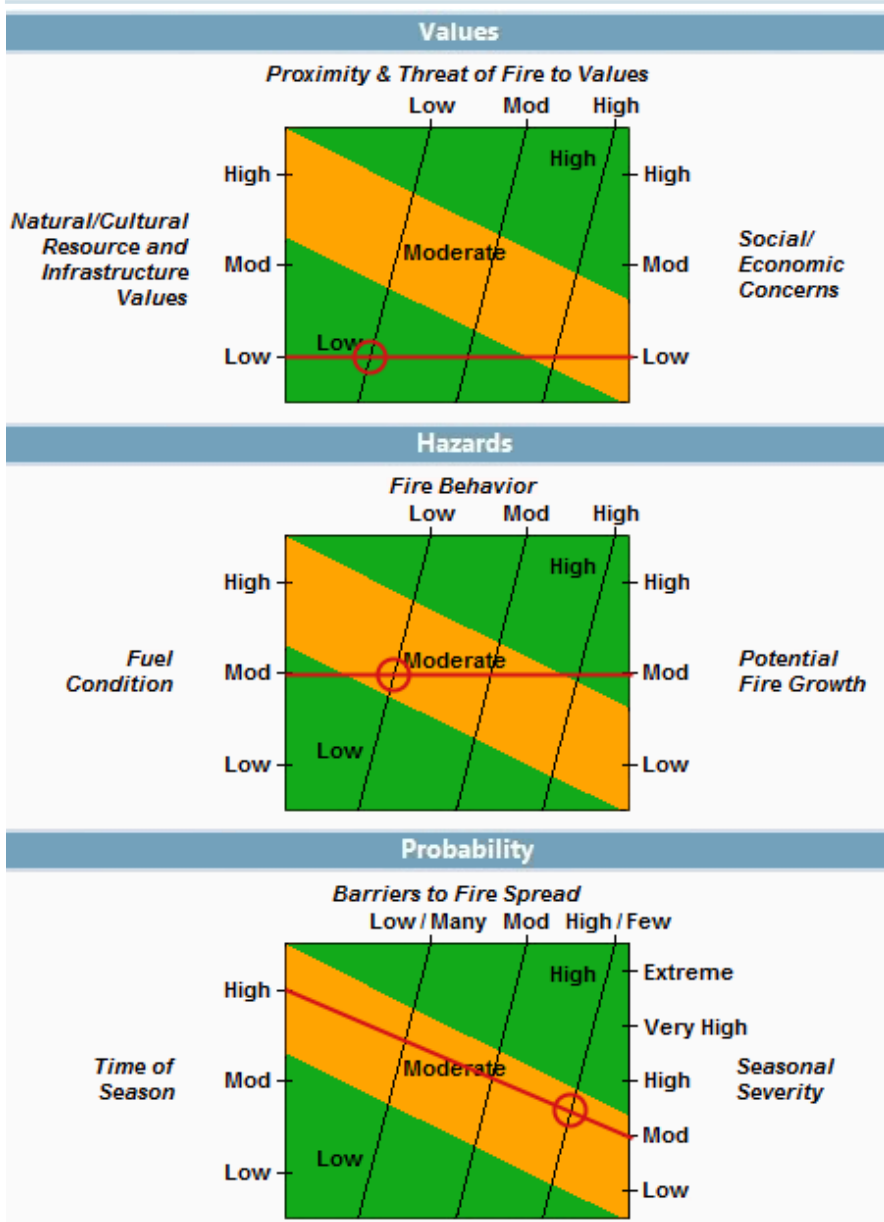 Values
Proximity & Threat of Fire to Values
Low Mod High
High High High
Natural/Cultural
Resource and
Infrastructure
Values
Moderate
Social/
Economic
Concerns
Mod Mod
Low
Low Low
Hazards
Fire Behavior
Low Mod High
High High High
Fuel
Condition
Moderate
Potential
Fire Growth
Mod Mod
Low
Low Low
Probability
Barriers to Fire Spread
Low / Many Mod High / Few
High Extreme
High
Very High
Time of
Season
Moderate
Seasonal
Severity
Mod High
Mod
Low
Low Low